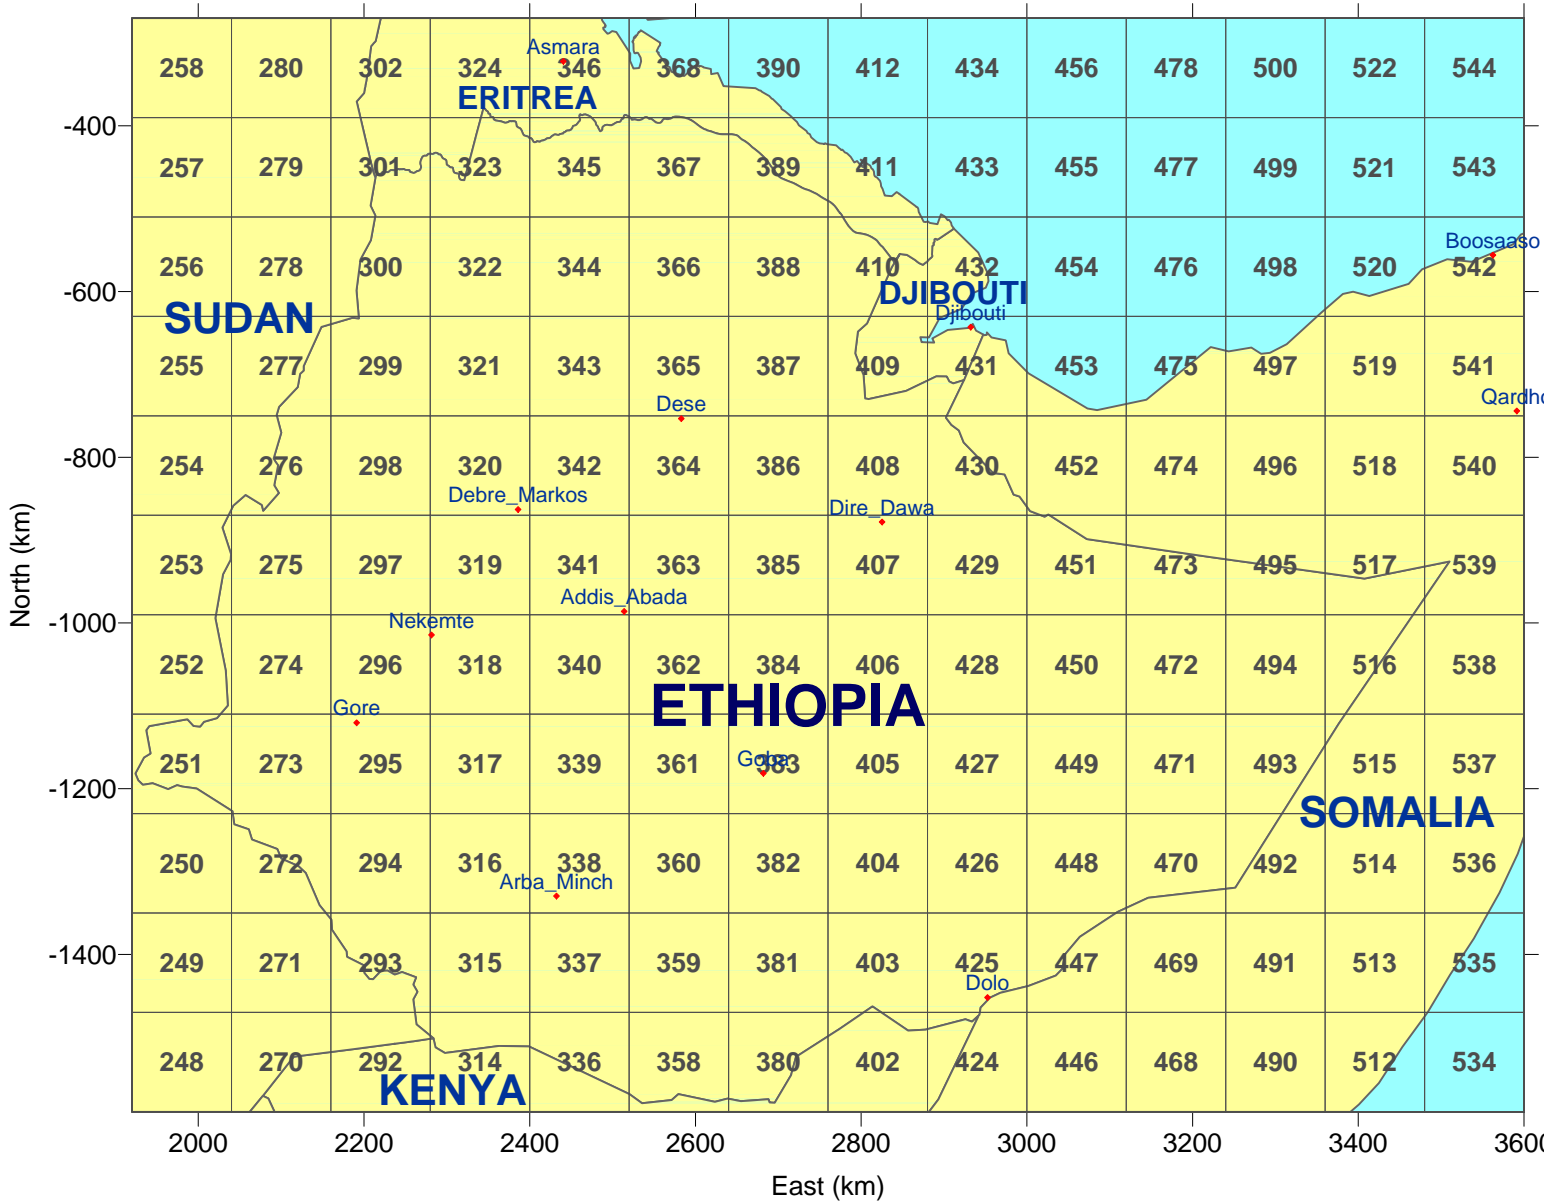 Asmara
258 280 302 324 346 368 390 412 434 456 478 500 522 544
ERITREA
-400
257 279 301 323 345 367 389 411 433 455 477 499 521 543
Boosaaso
256 278 300 322 344 366 388 410 432 454 476 498 520 542
-600
DJIBOUTI
SUDAN
Djibouti
255 277 299 321 343 365 387 409 431 453 475 497 519 541
Dese
Qardho
-800
254 276 298 320 342 364 386 408 430 452 474 496 518 540
Debre_Markos
Dire_Dawa
253 275 297 319 341 363 385 407 429 451 473 495 517 539
North (km)
Addis_Abada
-1000
Nekemte
252 274 296 318 340 362 384 406 428 450 472 494 516 538
ETHIOPIA
Gore
Goba
251 273 295 317 339 361 383 405 427 449 471 493 515 537
-1200
SOMALIA
250 272 294 316 338 360 382 404 426 448 470 492 514 536
Arba_Minch
-1400
249 271 293 315 337 359 381 403 425 447 469 491 513 535
Dolo
248 270 292 314 336 358 380 402 424 446 468 490 512 534
KENYA
2000 2200 2400 2600 2800 3000 3200 3400 3600
East (km)